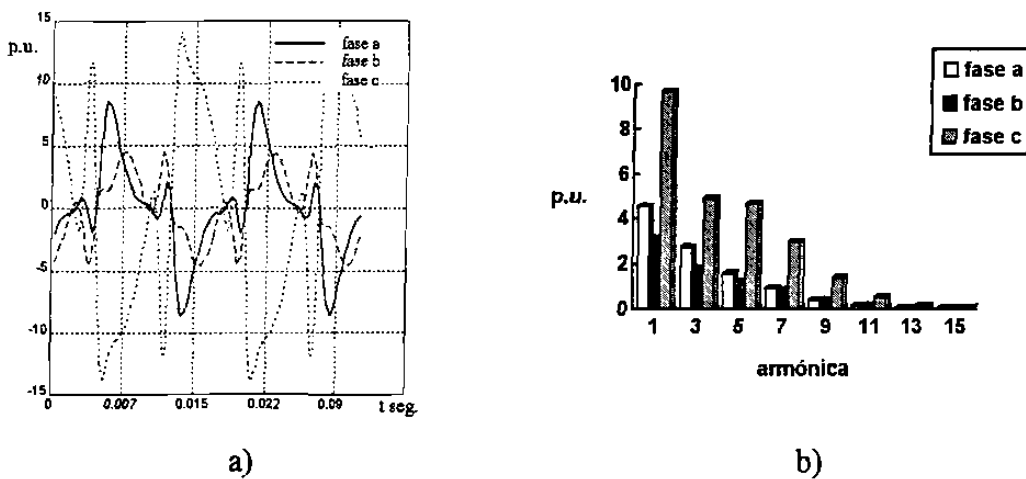 15
p.u.
10
5
0
-5
-10
-15
fase a
fase b
fase c
0
0.007
0.015
0.022
0.09
t seg.
a)
fase a
fase b
fase c
10
8
6
4
2
0
p.u.
1
3
5
7
9
11
13
15
armónica
b)